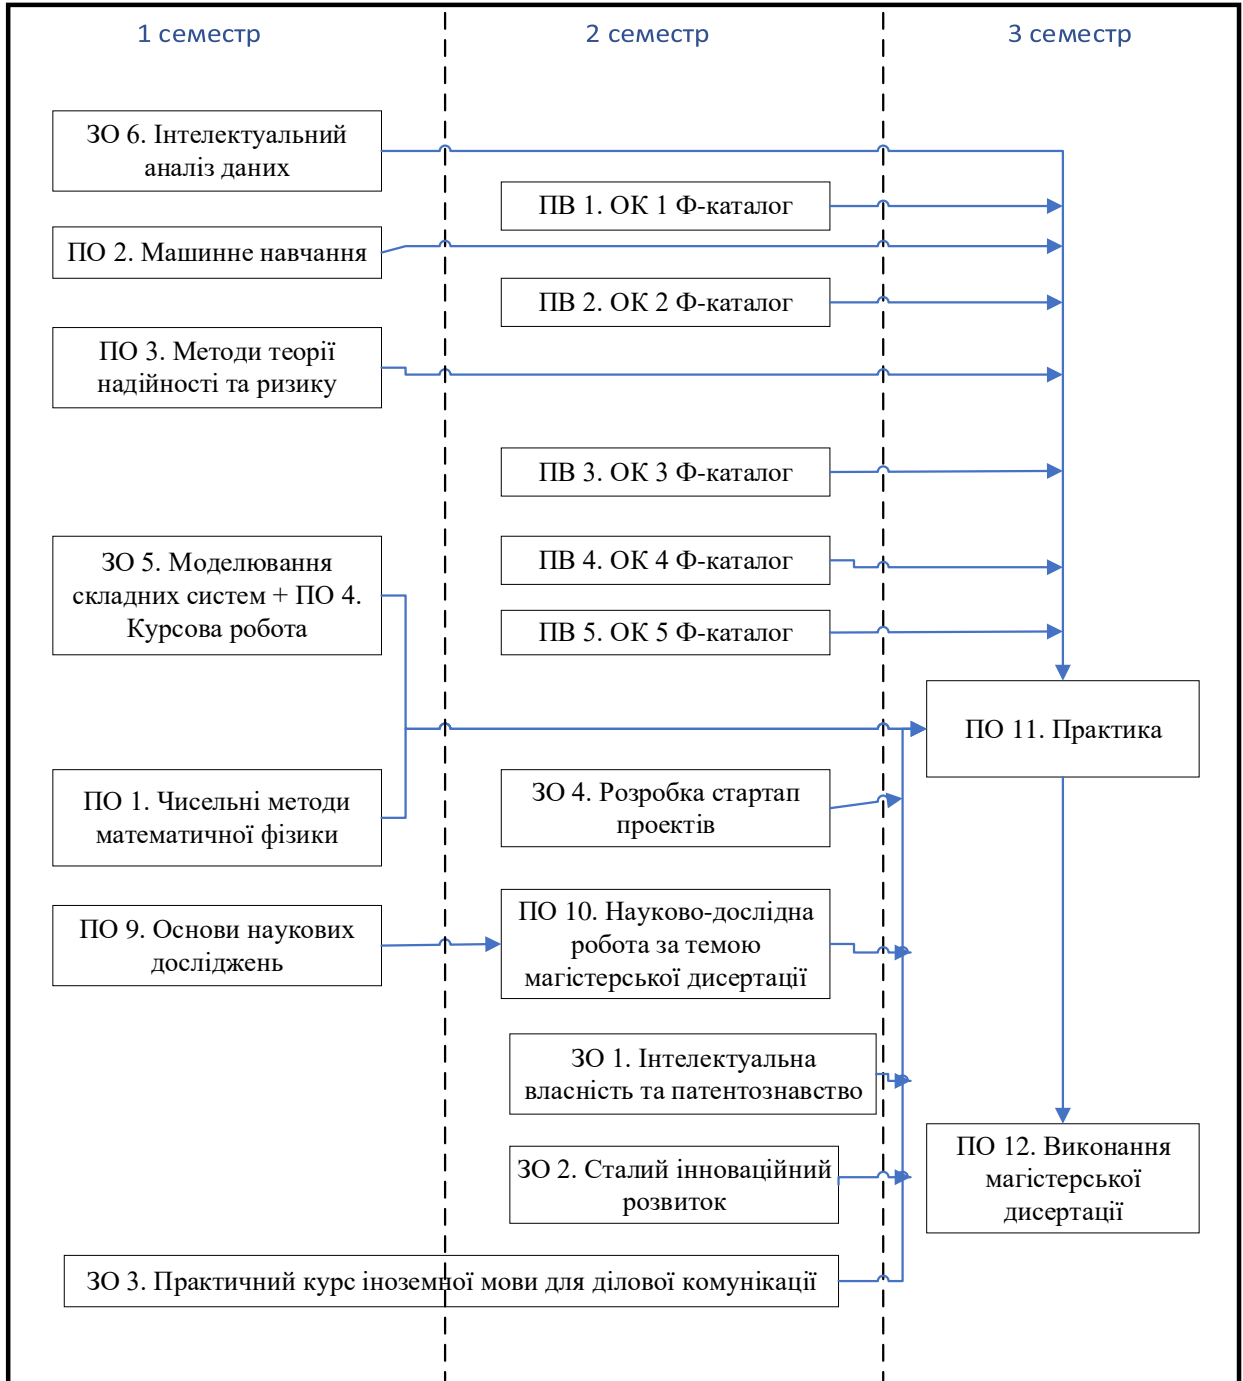 1 семестр
2 семестр
3 семестр
ЗО 6. Інтелектуальний
аналіз даних
ПВ 1. ОК 1 Ф-каталог
ПО 2. Машинне навчання
ПВ 2. ОК 2 Ф-каталог
ПО 3. Методи теорії
надійності та ризику
ПВ 3. ОК 3 Ф-каталог
ЗО 5. Моделювання
складних систем + ПО 4.
Курсова робота
ПВ 4. ОК 4 Ф-каталог
ПВ 5. ОК 5 Ф-каталог
ПО 11. Практика
ПО 1. Чисельні методи
математичної фізики
ЗО 4. Розробка стартап
проектів
ПО 9. Основи наукових
досліджень
ПО 10. Науково-дослідна
робота за темою
магістерської дисертації
ЗО 1. Інтелектуальна
власність та патентознавство
ПО 12. Виконання
магістерської
дисертації
ЗО 2. Сталий інноваційний
розвиток
ЗО 3. Практичний курс іноземної мови для ділової комунікації